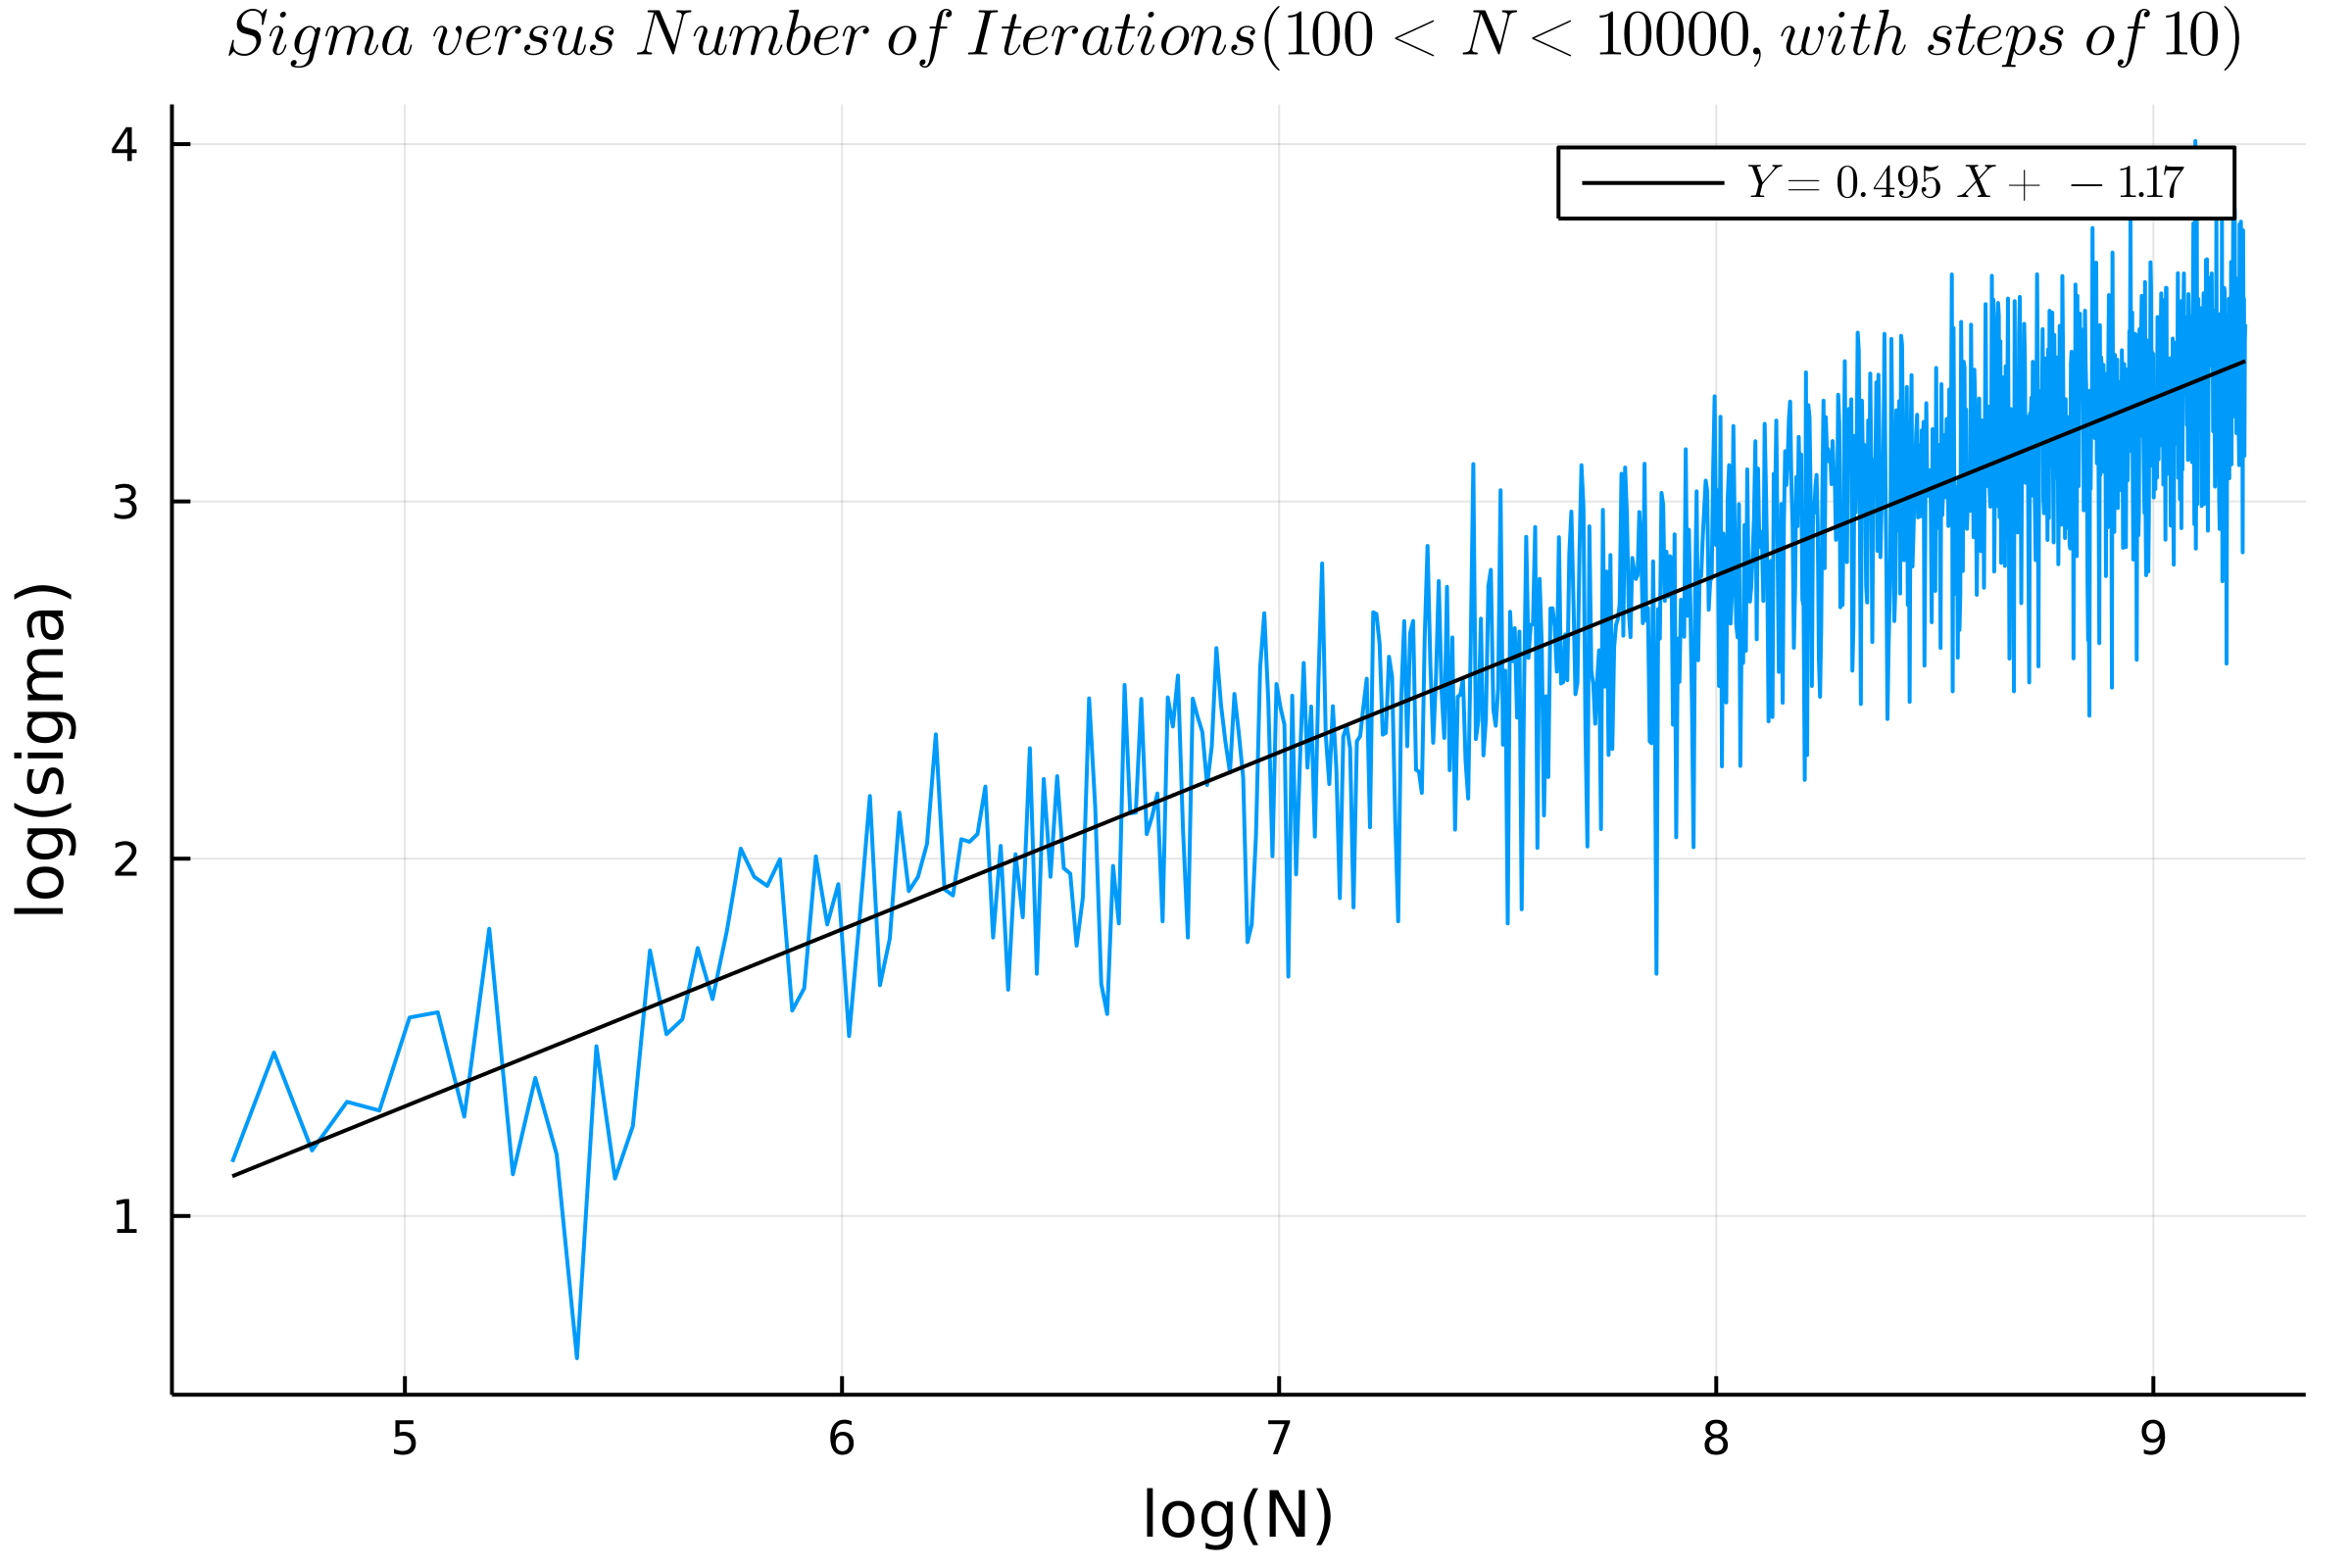 Sigma versus Number of Iterations(100 < N < 10000, with steps of 10)
Y = 0.495 X + − 1.17
4
3
2
1
log(sigma)
5 6 7 8 9
log(N)